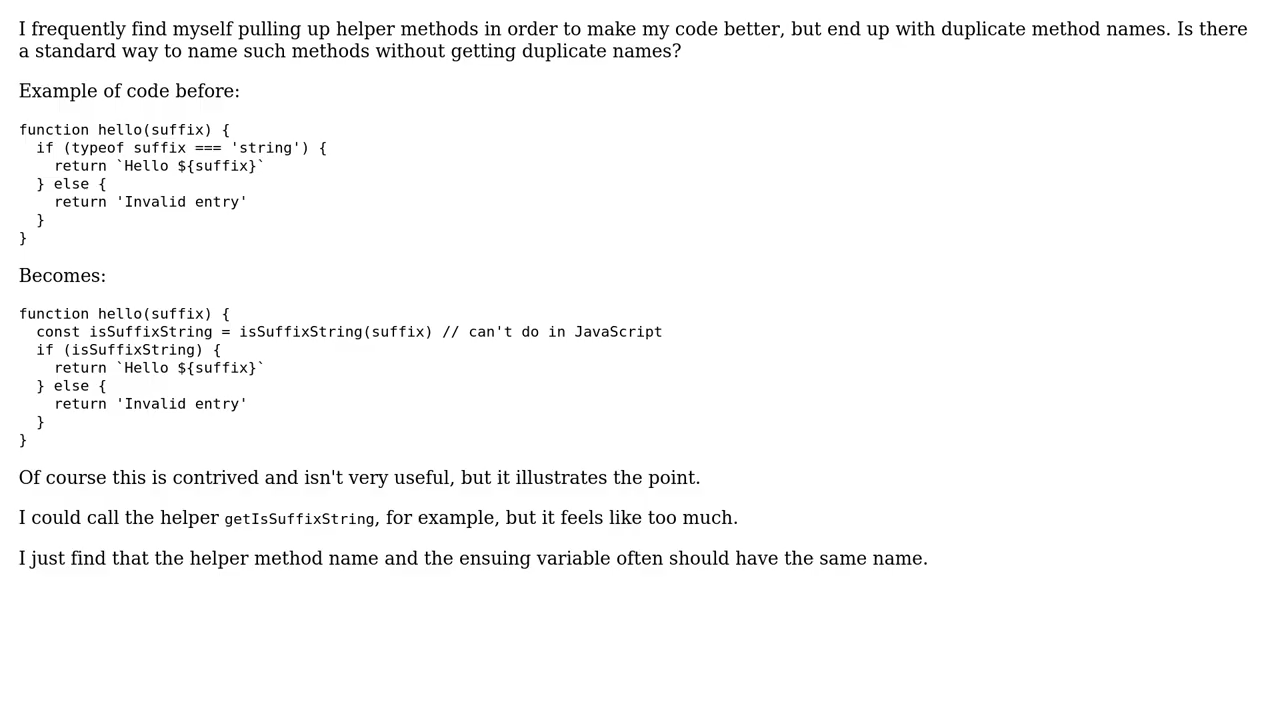 I frequently find myself pulling up helper methods in order to make my code better, but end up with duplicate method names. Is there
a standard way to name such methods without getting duplicate names?
Example of code before:
function hello(suffix) {
  if (typeof suffix === 'string') {
    return `Hello ${suffix}`
  } else {
    return 'Invalid entry'
  }
}
Becomes:
function hello(suffix) {
  const isSuffixString = isSuffixString(suffix) // can't do in JavaScript
  if (isSuffixString) {
    return `Hello ${suffix}`
  } else {
    return 'Invalid entry'
  }
}
Of course this is contrived and isn't very useful, but it illustrates the point.
I could call the helper getIsSuffixString, for example, but it feels like too much.
I just find that the helper method name and the ensuing variable often should have the same name.